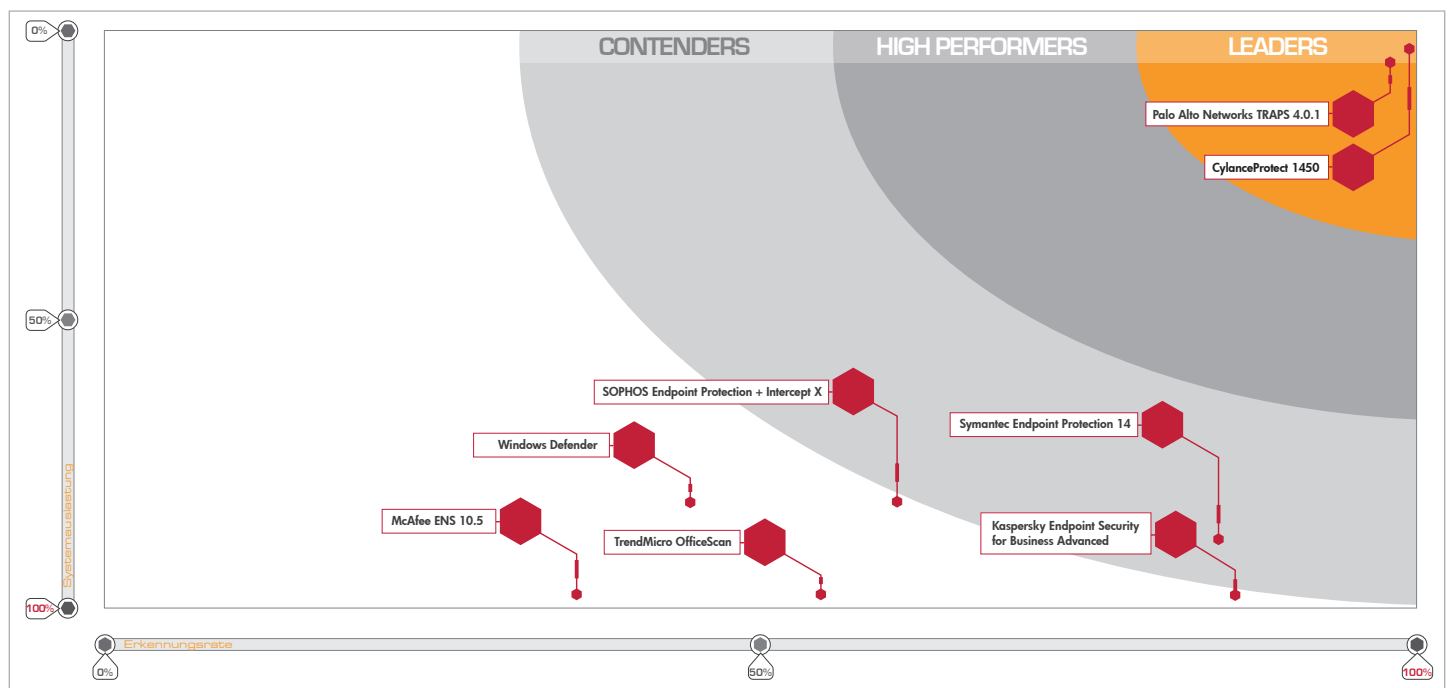 0%
CONTENDERS
HIGH PERFORMERS
LEADERS
Palo Alto Networks TRAPS 4.0.1
CylancePROTECT 1450
50%
SOPHOS Endpoint Protection + Intercept X
Symantec Endpoint Protection 14
Windows Defender
McAfee ENS 10.5
TrendMicro OfficeScan
Kaspersky Endpoint Security
for Business Advanced
Systemauslastung
100%
Erkennungsrate
0%
50%
100%